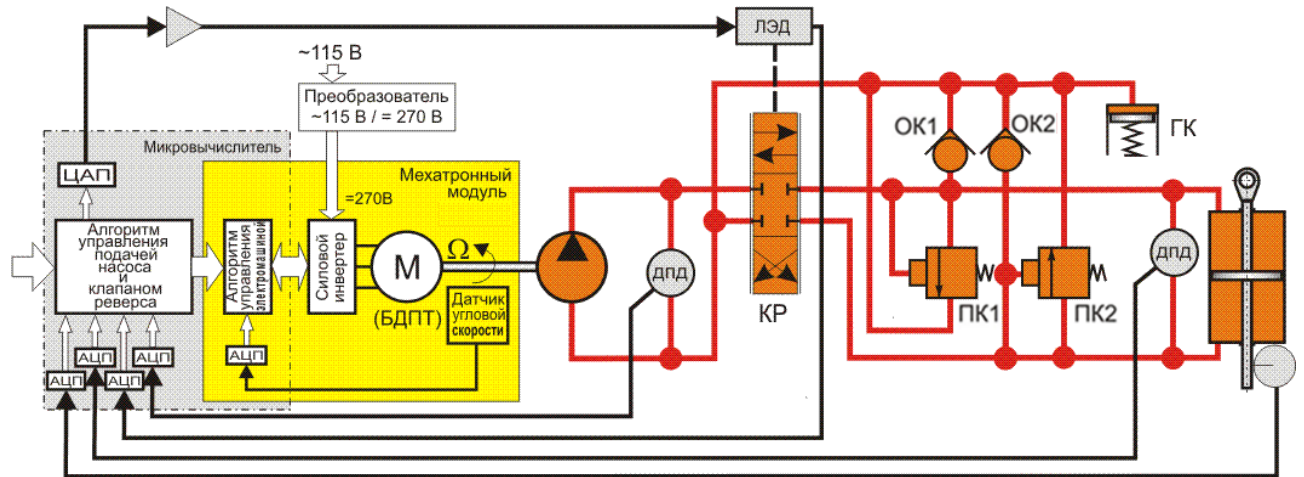 ЛЭД
~115 В
Преобразователь
~115 В / = 270 В
ОК1
ОК2
ГК
Микровычислитель
ЦАП
Мехатронный
модуль
=270В
Алгоритм
управления
подачей
насоса
и
клапаном
реверса
Алгоритм
управления
электромашиной
Силовой
инвертер
М
Ω
(БДПТ)
Датчик
угловой
скорости
ДПД
КР
ПК1
ПК2
ДПД
АЦП
АЦП
АЦП
АЦП
АЦП